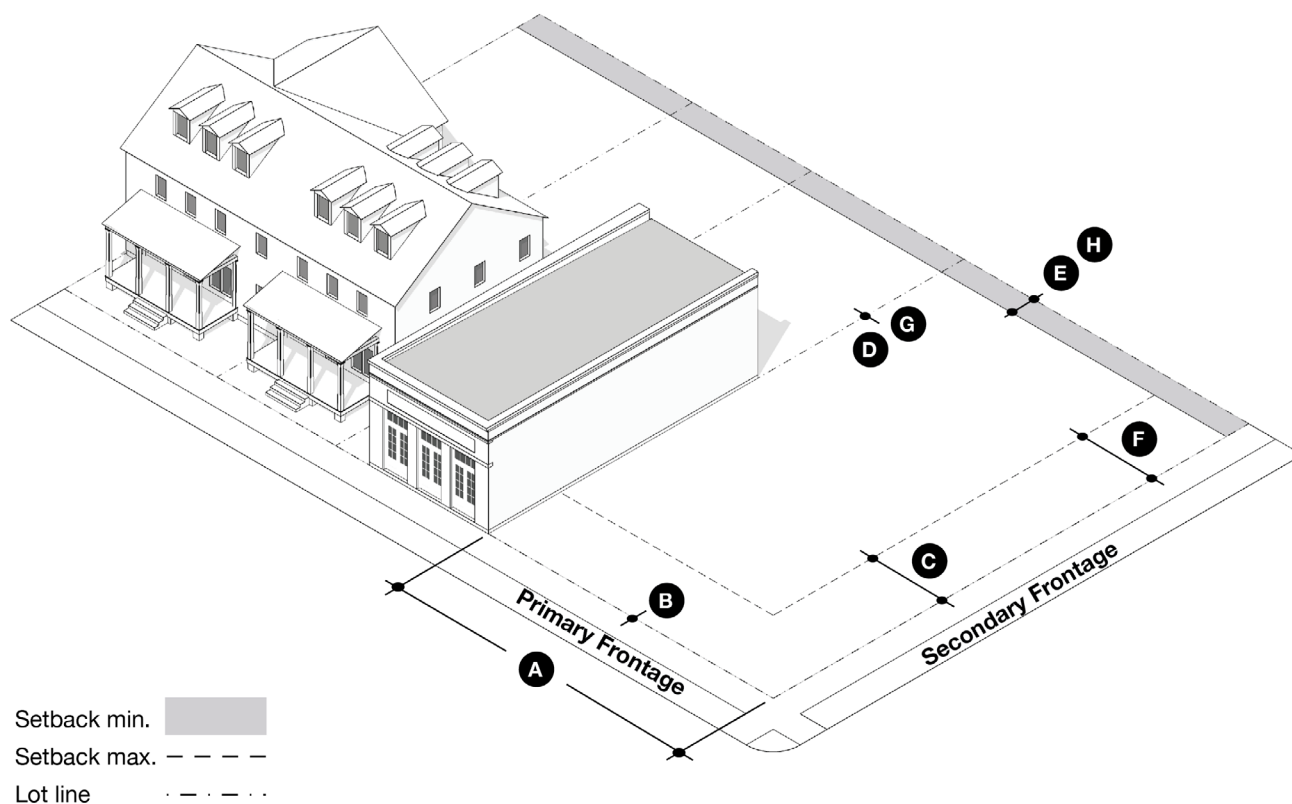 H
E
G
D
F
C
B
Primary Frontage
Secondary Frontage
A
Setback min.
Setback max.
Lot line